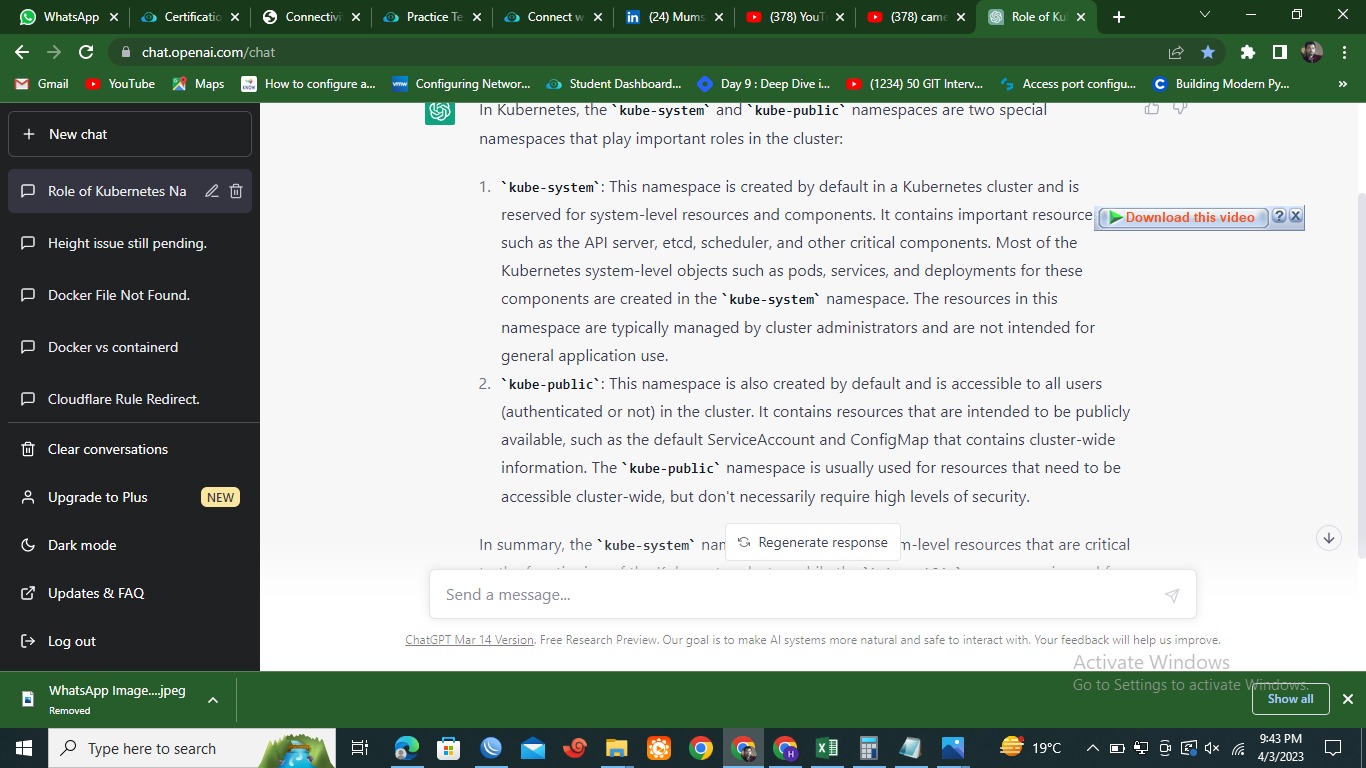 WhatsApp
Certificatio
Connectivi
Practice Te
Connect w
(24) Mums
(378) YouT
(378) came
Role of Ku
chat.openai.com/chat
Gmail
YouTube
Maps
How to configure a...
Configuring Networ...
Student Dashboard...
Day 9 : Deep Dive i...
(1234) 50 GIT Interv...
Access port configu...
Building Modern Py...
»
New chat
Role of Kubernetes Na
Height issue still pending.
Docker File Not Found.
Docker vs containerd
Cloudflare Rule Redirect.
Clear conversations
Upgrade to Plus NEW
Dark mode
Updates & FAQ
Log out
In Kubernetes, the `kube-system` and `kube-public` namespaces are two special
namespaces that play important roles in the cluster:
1. `kube-system`: This namespace is created by default in a Kubernetes cluster and is
reserved for system-level resources and components. It contains important resource
Download this video
such as the API server, etcd, scheduler, and other critical components. Most of the
Kubernetes system-level objects such as pods, services, and deployments for these
components are created in the `kube-system` namespace. The resources in this
namespace are typically managed by cluster administrators and are not intended for
general application use.
2. `kube-public`: This namespace is also created by default and is accessible to all users
(authenticated or not) in the cluster. It contains resources that are intended to be publicly
available, such as the default ServiceAccount and ConfigMap that contains cluster-wide
information. The `kube-public` namespace is usually used for resources that need to be
accessible cluster-wide, but don't necessarily require high levels of security.
In summary, the `kube-system` nan
Regenerate response
m-level resources that are critical
Send a message...
ChatGPT Mar 14 Version. Free Research Preview. Our goal is to make AI systems more natural and safe to interact with. Your feedback will help us improve.
Activate Windows
Go to Settings to activate Windows.
WhatsApp Image....jpeg
Removed
Show all
Type here to search
19°C
9:43 PM
4/3/2023